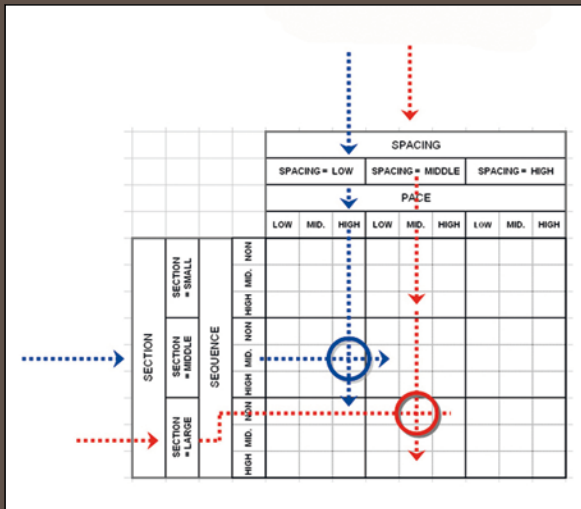 SPACING
SPACING = LOW SPACING = MIDDLE SPACING = HIGH
PACE
LOW MID. HIGH LOW MID. HIGH LOW MID. HIGH
SECTION
SECTION
= SMALL
SECTION
= MIDDLE
SECTION
= LARGE
SEQUENCE
HIGH MID. NON
HIGH MID. NON
HIGH MID. NON